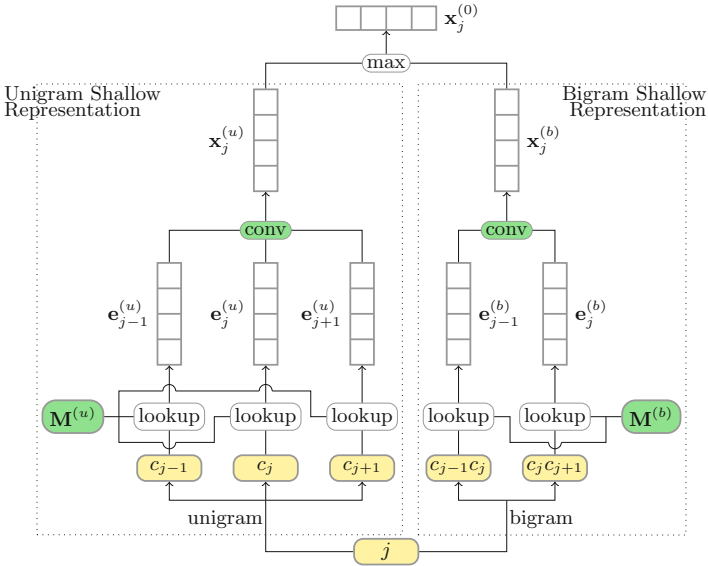 x_j^{(0)}
max
Unigram Shallow
Representation
Bigram Shallow
Representation
x_j^{(u)}
x_j^{(b)}
conv
conv
e_{j−1}^{(u)}
e_j^{(u)}
e_{j+1}^{(u)}
e_{j−1}^{(b)}
e_j^{(b)}
M^{(u)}
lookup
lookup
lookup
lookup
lookup
M^{(b)}
c_{j−1}
c_j
c_{j+1}
c_{j−1}c_j
c_jc_{j+1}
unigram
bigram
j